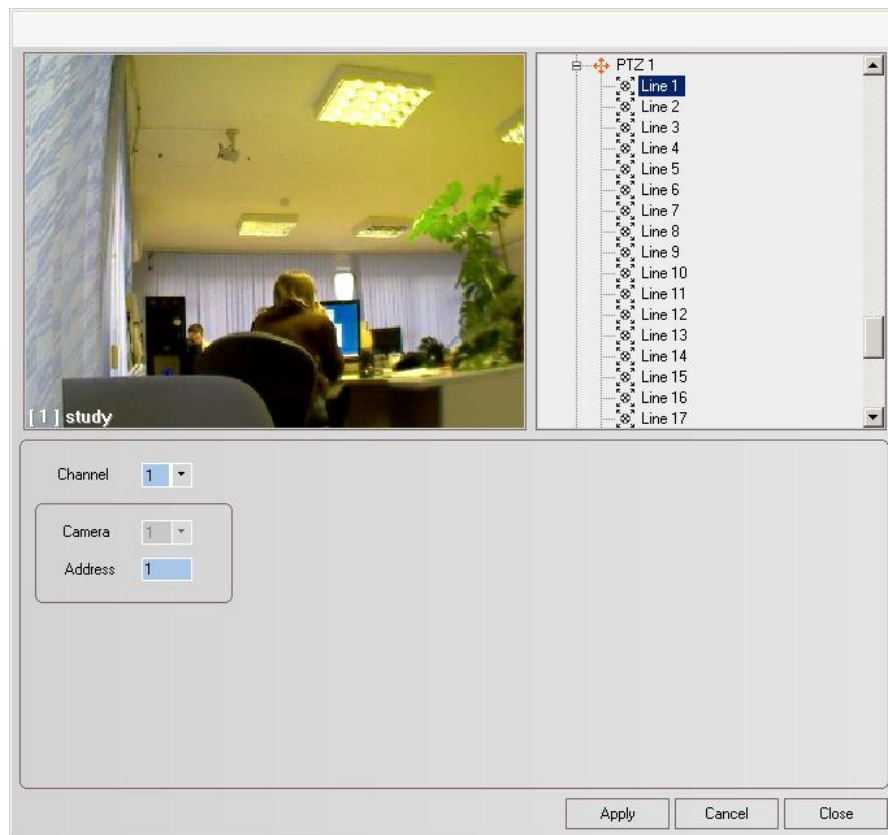 PTZ 1
Line 1
Line 2
Line 3
Line 4
Line 5
Line 6
Line 7
Line 8
Line 9
Line 10
Line 11
Line 12
Line 13
Line 14
Line 15
Line 16
Line 17
[ 1 ] study
Channel 1
Camera 1
Address 1
Apply Cancel Close